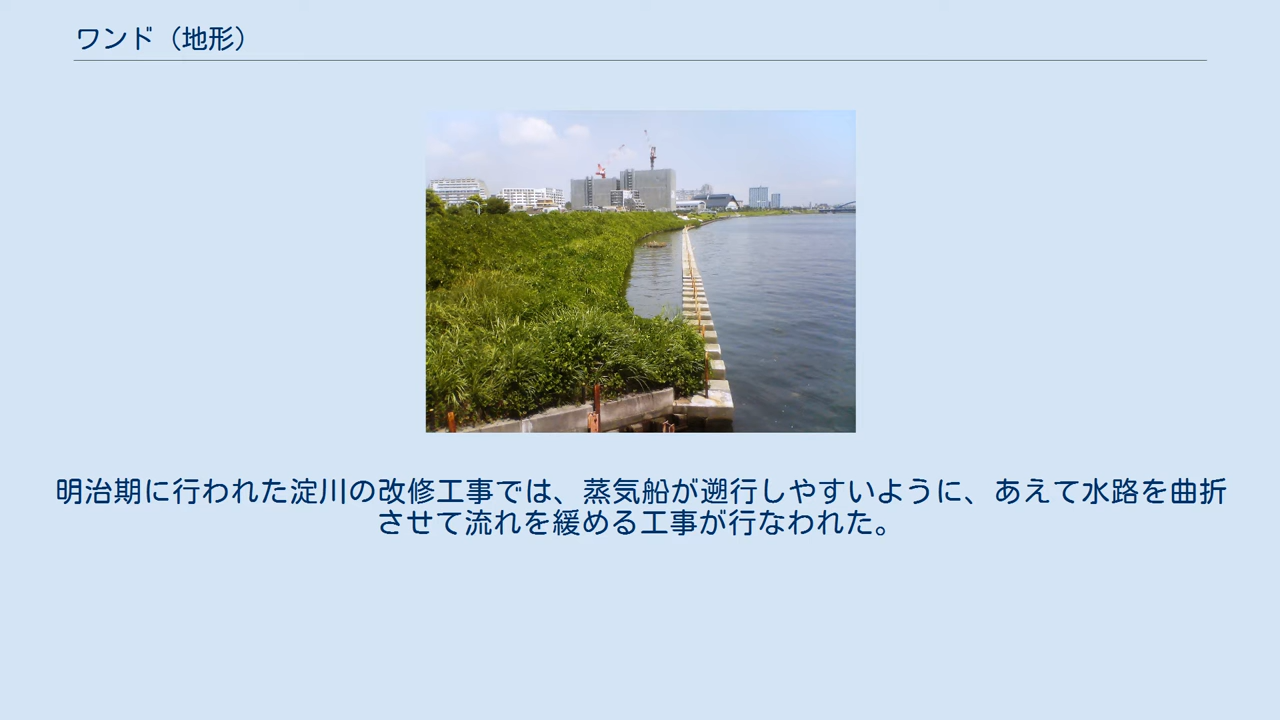 ワンド（地形）
明治期に行われた淀川の改修工事では、蒸気船が遡行しやすいように、あえて水路を曲折
させて流れを緩める工事が行なわれた。